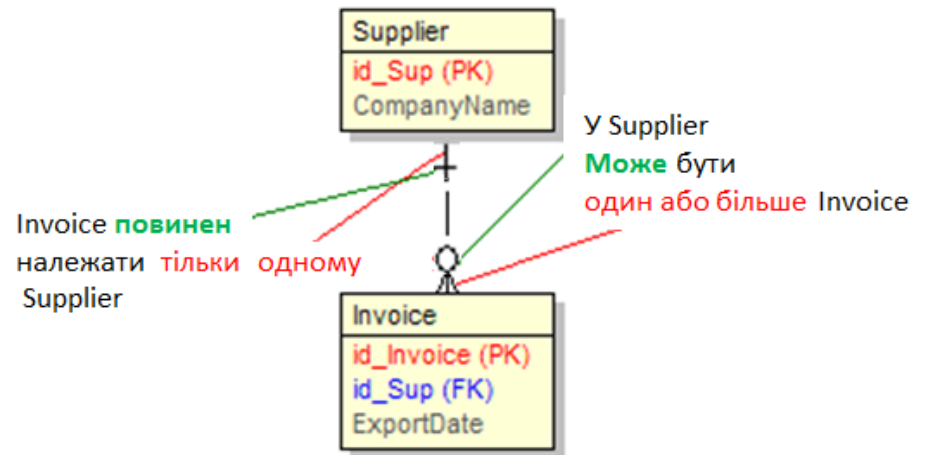 Supplier
id_Sup (PK)
CompanyName
У Supplier
Може бути
один або більше Invoice
Invoice повинен
належати тільки одному
Supplier
Invoice
id_Invoice (PK)
id_Sup (FK)
ExportDate